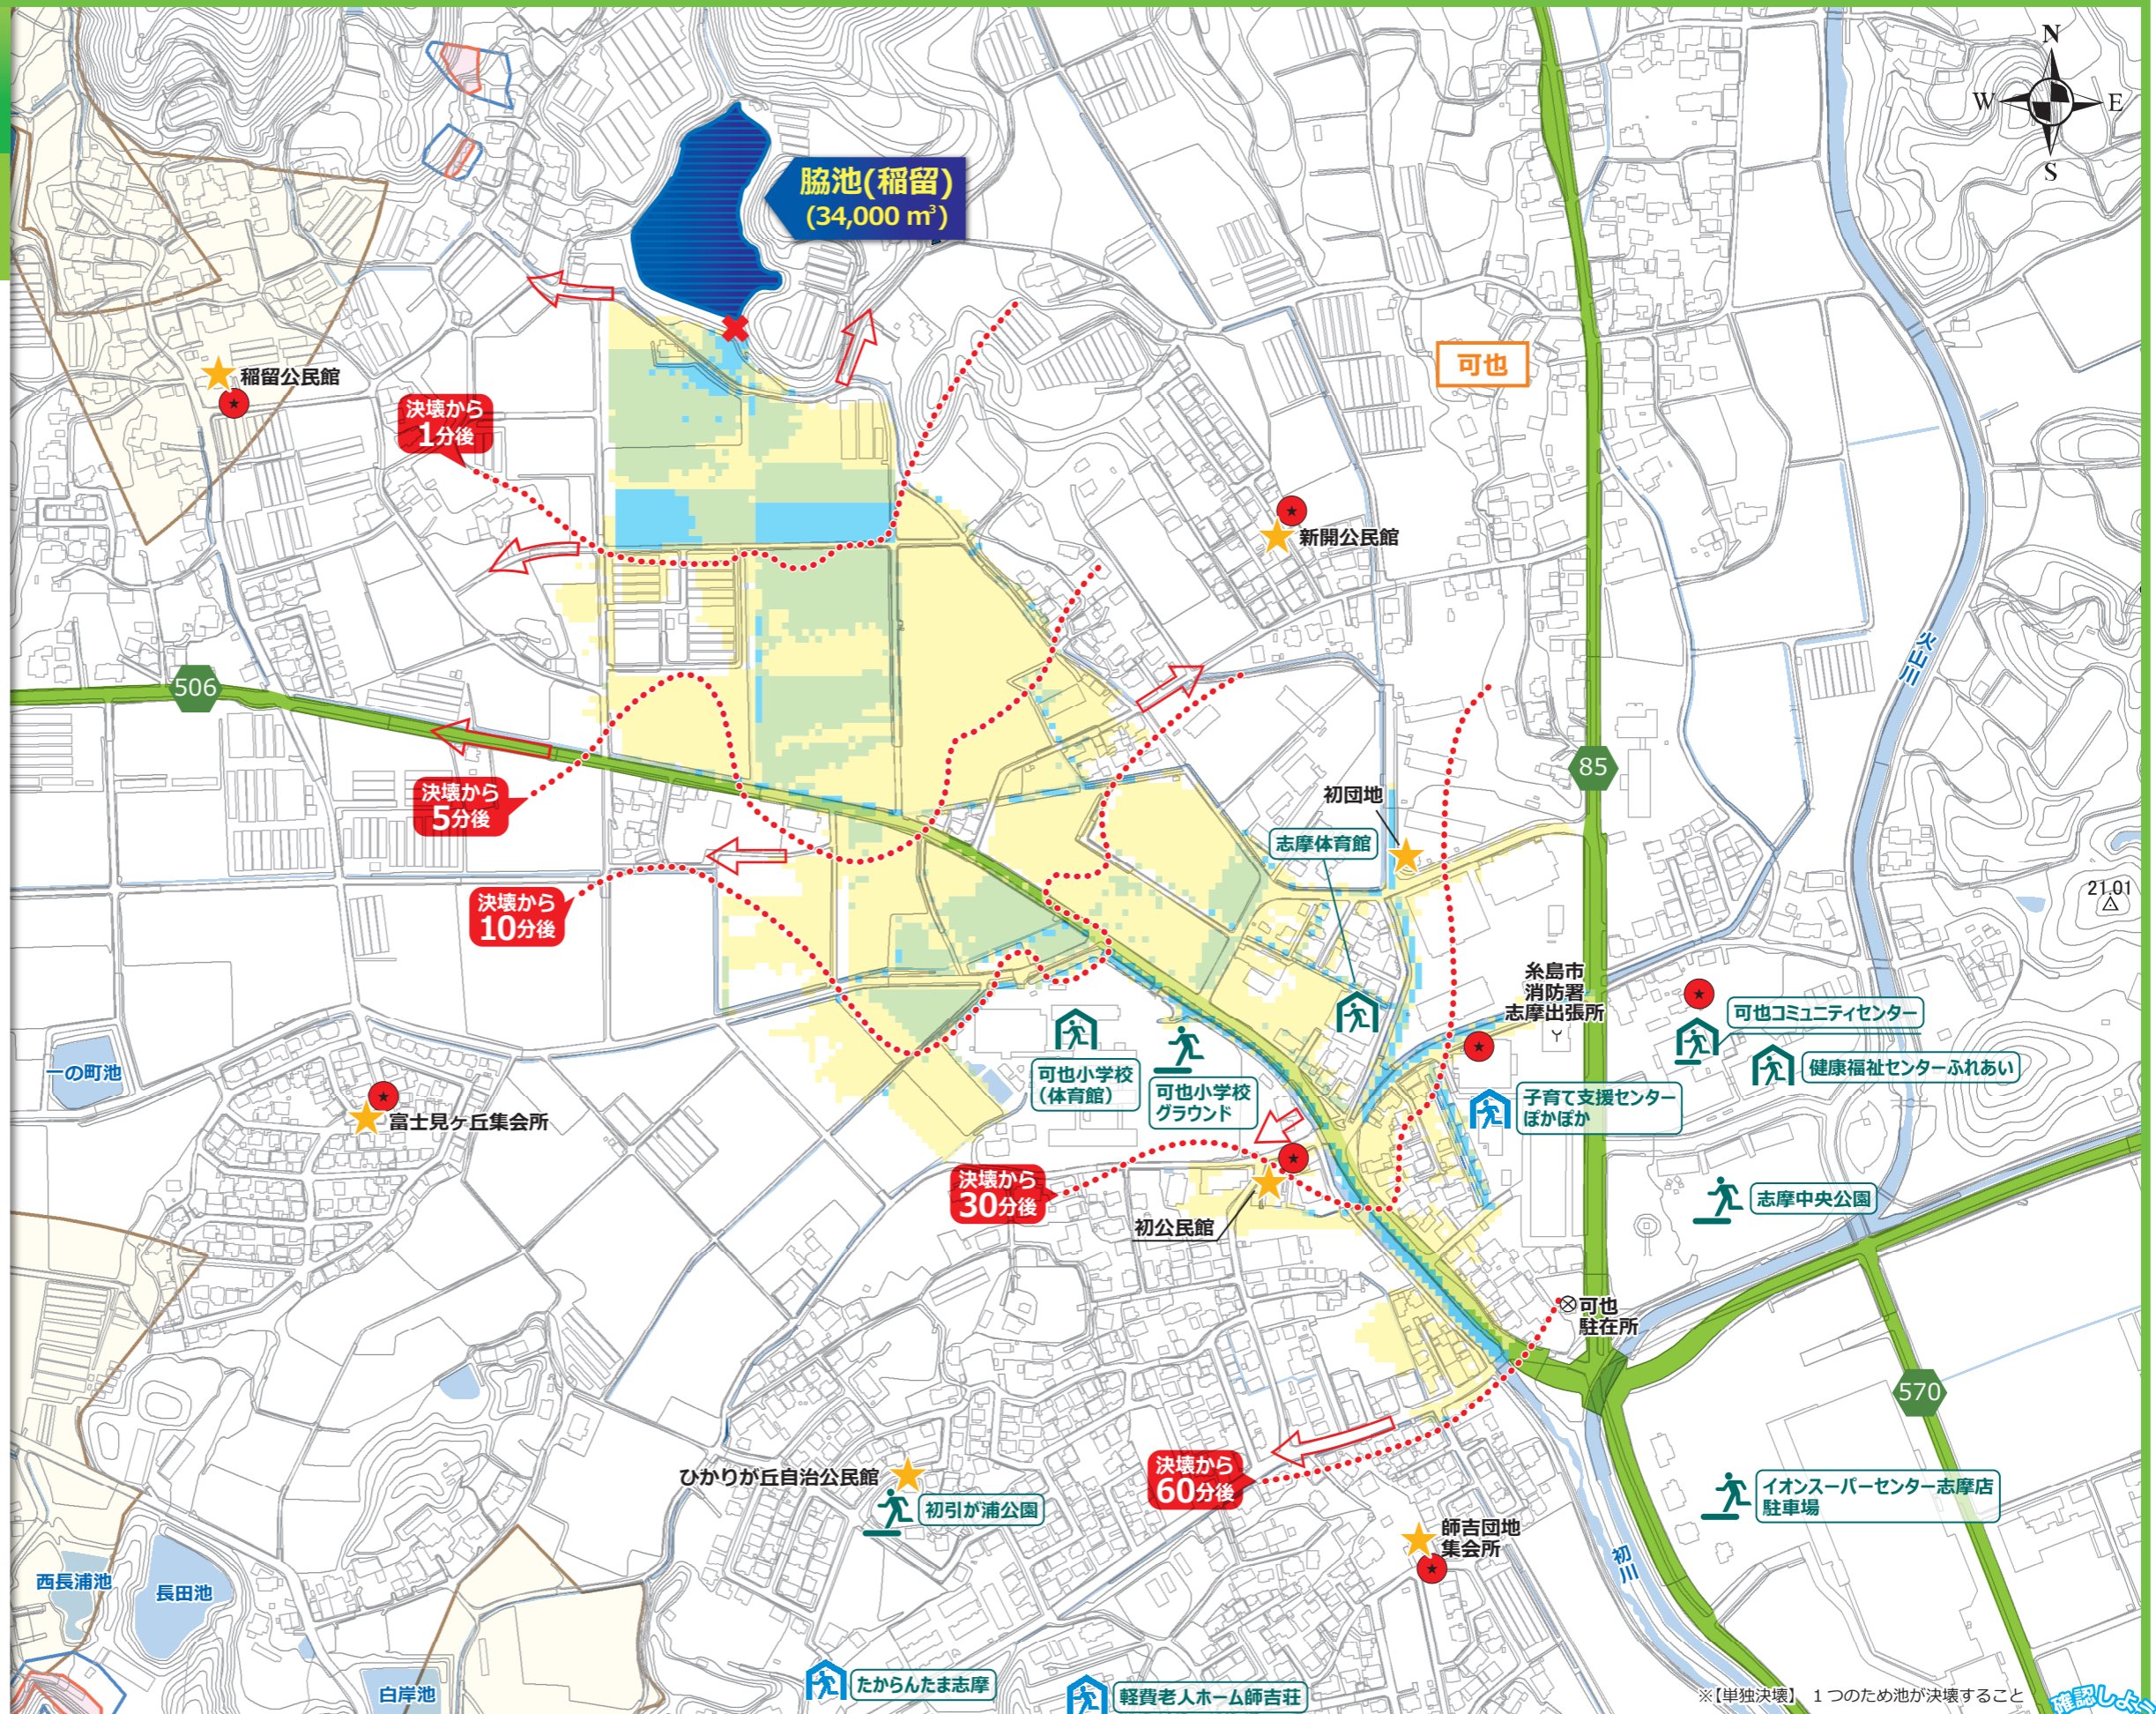 N
W
E
S
脇池(稲留)
(34,000 m³)
可也
稲留公民館
決壊から
1分後
新開公民館
火山川
506
85
決壊から
5分後
初団地
志摩体育館
決壊から
10分後
21.01
糸島市
消防署
志摩出張所
可也コミュニティセンター
健康福祉センターふれあい
一の町池
可也小学校
(体育館)
可也小学校
グラウンド
子育て支援センター
ぽかぽか
富士見ヶ丘集会所
決壊から
30分後
志摩中央公園
初公民館
可也
駐在所
570
ひかりが丘自治公民館
初引が浦公園
決壊から
60分後
イオンスーパーセンター志摩店
駐車場
師吉団地
集会所
初川
西長浦池
長田池
白岸池
たからんたま志摩
軽費老人ホーム師吉荘
※【単独決壊】 1つのため池が決壊すること
確認しよう